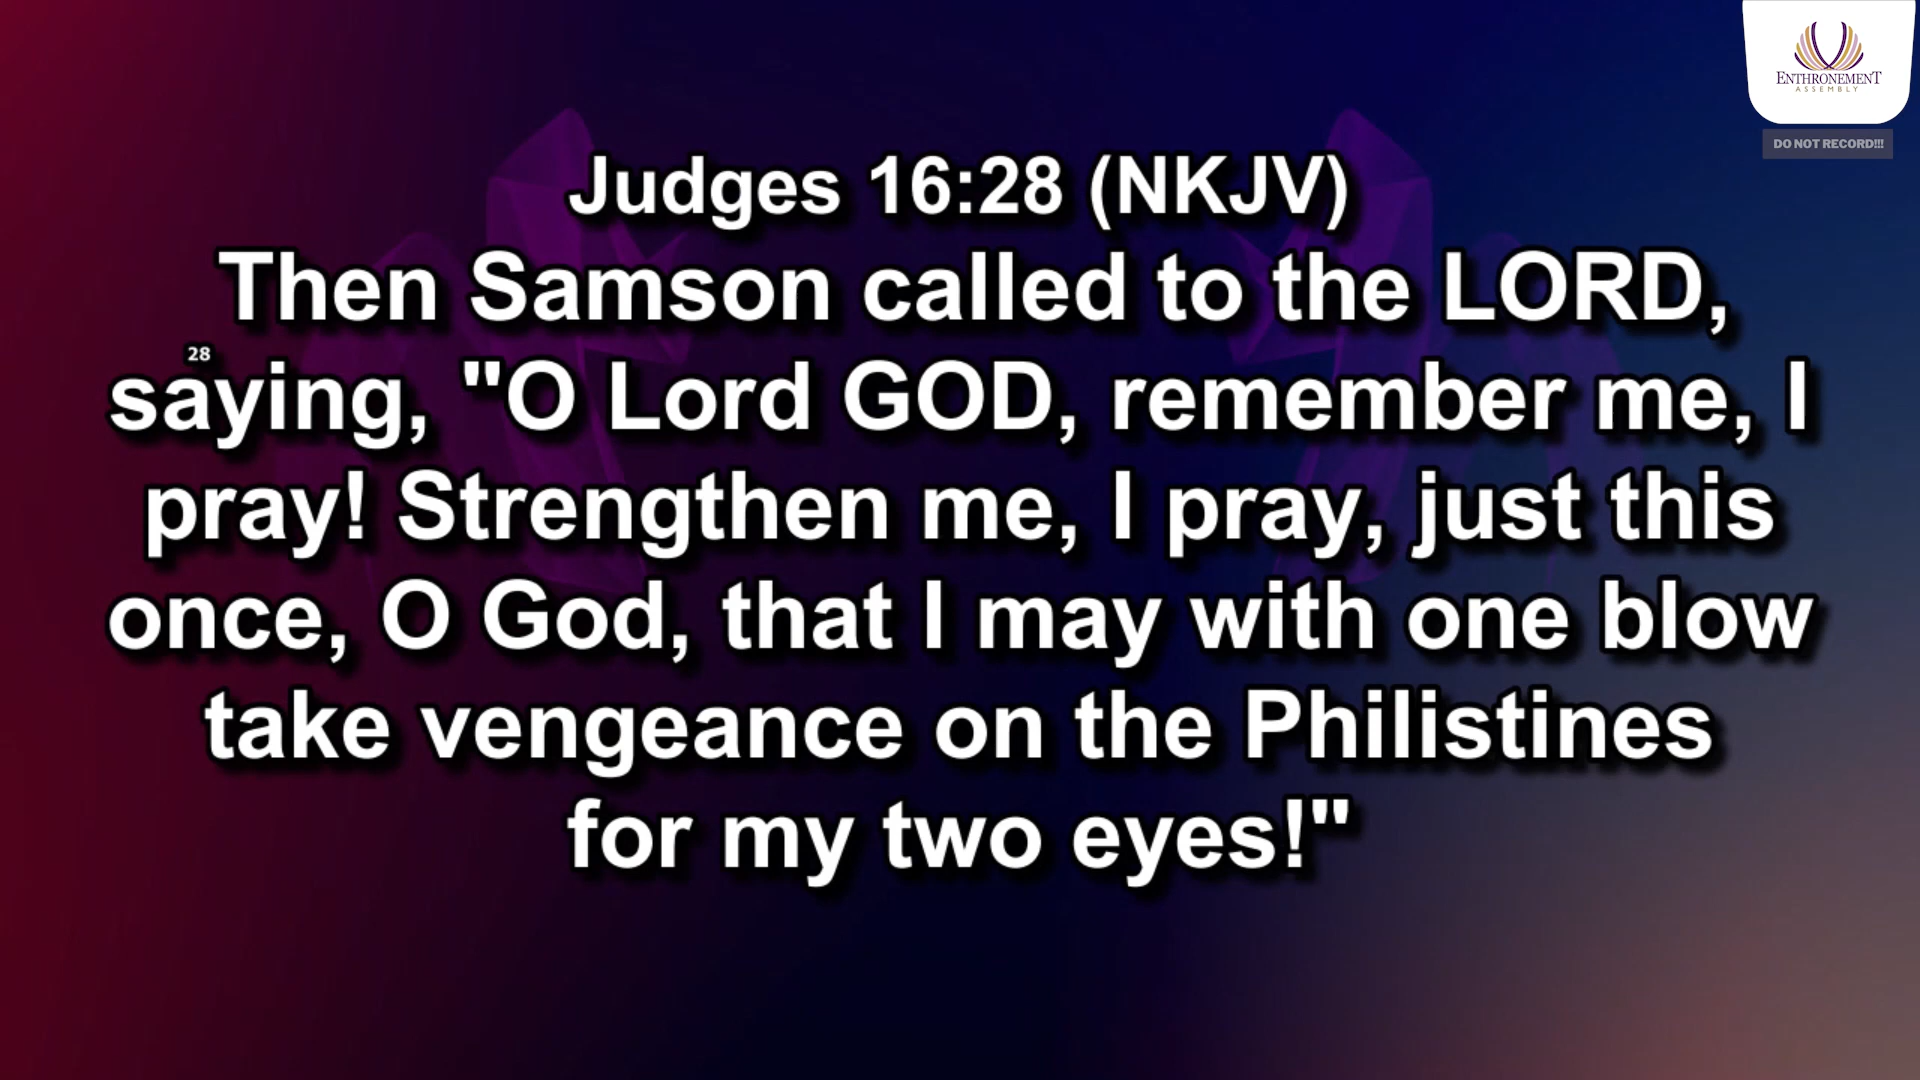 ENTHRONEMENT
ASSEMBLY
DO NOT RECORD!!!
Judges 16:28 (NKJV)
Then Samson called to the LORD,
28
saying, "O Lord GOD, remember me, I
pray! Strengthen me, I pray, just this
once, O God, that I may with one blow
take vengeance on the Philistines
for my two eyes!"